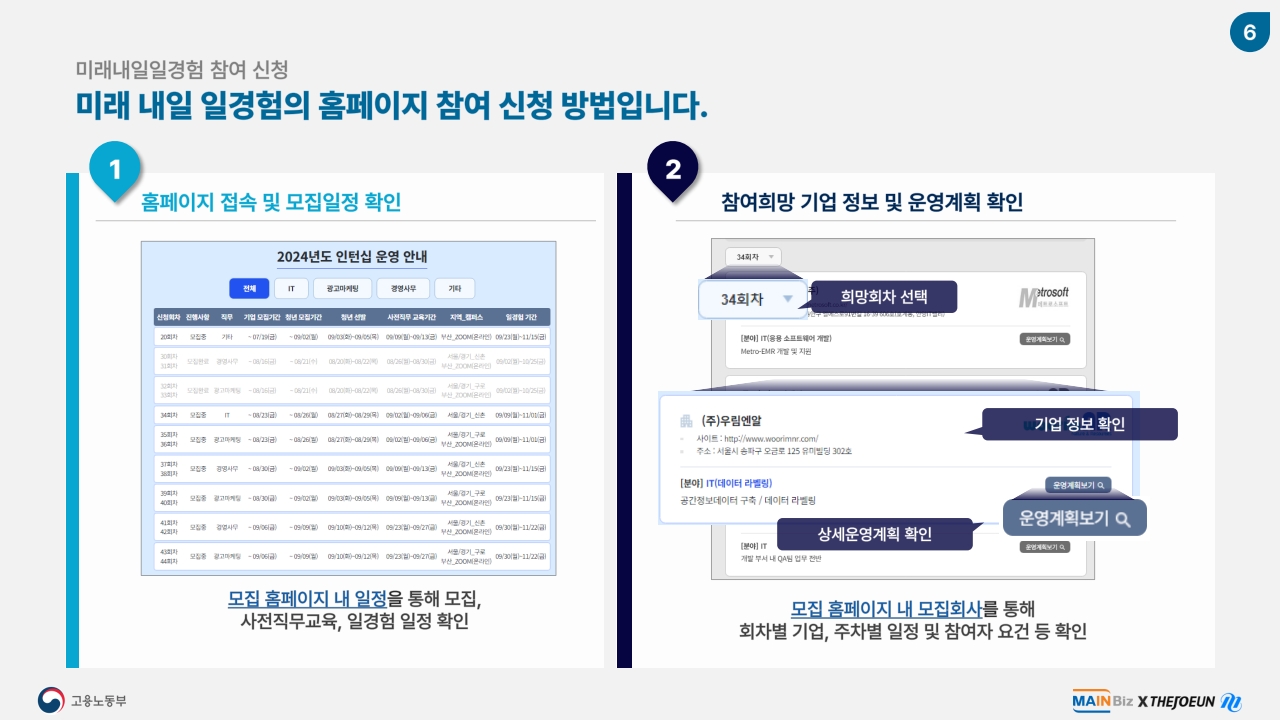 6
미래내일일경험 참여 신청
미래 내일 일경험의 홈페이지 참여 신청 방법입니다.
1
홈페이지 접속 및 모집일정 확인
2024년도 인턴십 운영 안내
전체 IT 광고마케팅 경영사무 기타
신청회차 진행사항 직무 기업 모집기간 청년 모집기간 청년 선발 사전직무 교육기간 지역_캠퍼스 일경험 기간
20회차 모집중 기타 ~ 07/19(금) ~ 09/02(월) 09/03(화)~09/05(목) 09/09(월)~09/13(금) 부산_ZOOM(온라인) 09/23(월)~11/15(금)
30회차
31회차
모집완료 경영사무 ~ 08/16(금) ~ 08/21(수) 08/20(화)~08/22(목) 08/26(월)~08/30(금) 서울/경기_신촌
부산_ZOOM(온라인) 09/02(월)~10/25(금)
32회차
33회차
모집완료 광고마케팅 ~ 08/16(금) ~ 08/21(수) 08/20(화)~08/22(목) 08/26(월)~08/30(금) 서울/경기_구로
부산_ZOOM(온라인) 09/02(월)~10/25(금)
34회차 모집중 IT ~ 08/23(금) ~ 08/26(월) 08/27(화)~08/29(목) 09/02(월)~09/06(금) 서울/경기_신촌 09/09(월)~11/01(금)
35회차
36회차
모집중 광고마케팅 ~ 08/23(금) ~ 08/26(월) 08/27(화)~08/29(목) 09/02(월)~09/06(금) 서울/경기_구로
부산_ZOOM(온라인) 09/09(월)~11/01(금)
37회차
38회차
모집중 경영사무 ~ 08/30(금) ~ 09/02(월) 09/03(화)~09/05(목) 09/09(월)~09/13(금) 서울/경기_신촌
부산_ZOOM(온라인) 09/23(월)~11/15(금)
39회차
40회차
모집중 광고마케팅 ~ 08/30(금) ~ 09/02(월) 09/03(화)~09/05(목) 09/09(월)~09/13(금) 서울/경기_구로
부산_ZOOM(온라인) 09/23(월)~11/15(금)
41회차
42회차
모집중 경영사무 ~ 09/06(금) ~ 09/09(월) 09/10(화)~09/12(목) 09/23(월)~09/27(금) 서울/경기_신촌
부산_ZOOM(온라인) 09/30(월)~11/22(금)
43회차
44회차
모집중 광고마케팅 ~ 09/06(금) ~ 09/09(월) 09/10(화)~09/12(목) 09/23(월)~09/27(금) 서울/경기_구로
부산_ZOOM(온라인) 09/30(월)~11/22(금)
모집 홈페이지 내 일정을 통해 모집,
사전직무교육, 일경험 일정 확인
2
참여희망 기업 정보 및 운영계획 확인
34회차
34회차
희망회차 선택
Metrosoft
[분야] IT(응용 소프트웨어 개발)
운영계획보기
Metro-EMR 개발 및 지원
(주)우림엔알
기업 정보 확인
사이트 : http://www.woorimnr.com/
주소 : 서울시 송파구 오금로 125 유미빌딩 302호
[분야] IT(데이터 라벨링)
운영계획보기
공간정보데이터 구축 / 데이터 라벨링
운영계획보기
상세운영계획 확인
[분야] IT
운영계획보기
개발 부서 내 QA팀 업무 전반
모집 홈페이지 내 모집회사를 통해
회차별 기업, 주차별 일정 및 참여자 요건 등 확인
고용노동부
MAINBiz X THEJOEUN